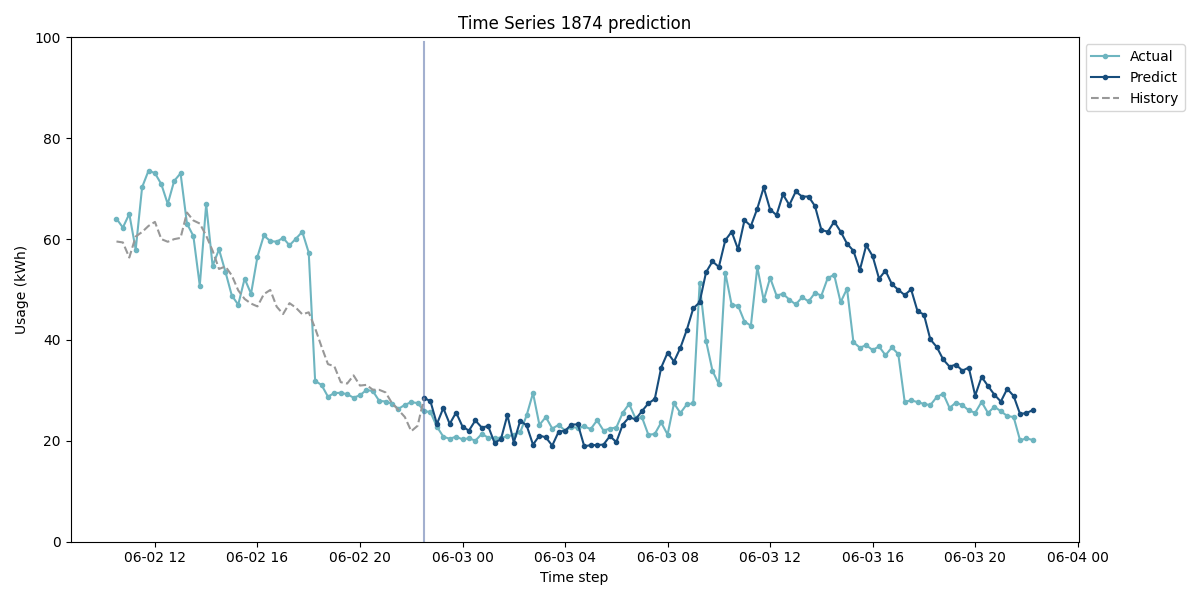 Time Series 1874 prediction
100
80
60
40
20
0
Usage (kWh)
06-02 12
06-02 16
06-02 20
06-03 00
06-03 04
06-03 08
06-03 12
06-03 16
06-03 20
06-04 00
Time step
Actual
Predict
History